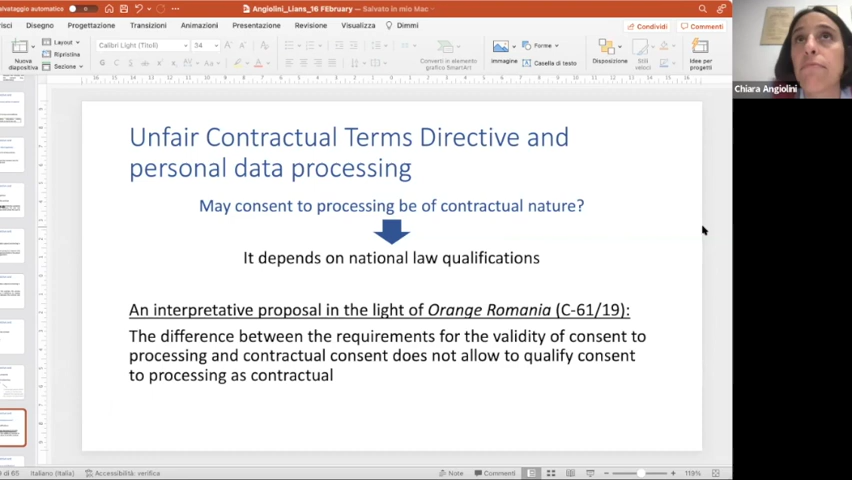 Salvataggio automatico
Angiolini_Lians_16 FEbruary - Salvato in mio Mac
Disegno Progettazione Transizioni Animazioni Presentazione Revisione Visualizza Dimmi
Condividi Commenti
Nuova diapositiva
Layout
Ripristina
Sezione
Calibri Light (Titoli) 34
Converti in elemento grafico SmartArt
Immagine
Forme
Casella di testo
Disposizione
Stili veloci
Idee per progetti
Chiara Angiolini
Unfair Contractual Terms Directive and
personal data processing
May consent to processing be of contractual nature?
It depends on national law qualifications
An interpretative proposal in the light of Orange Romania (C-61/19):
The difference between the requirements for the validity of consent to
processing and contractual consent does not allow to qualify consent
to processing as contractual
di 65 Italiano (Italia) Accessibilità: verifica
Note Commenti 119%